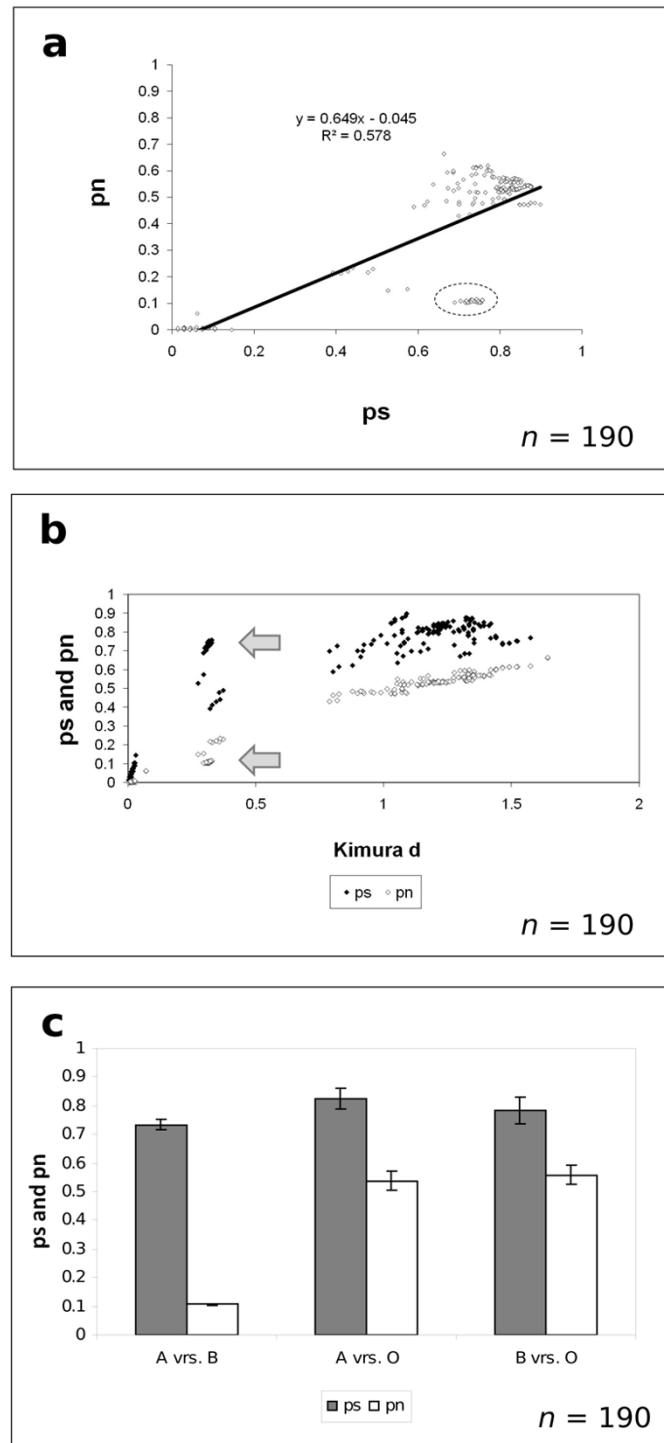 a
y = 0.649x - 0.045
R² = 0.578
1
0.9
0.8
0.7
0.6
0.5
0.4
0.3
0.2
0.1
0
pn
0 0.2 0.4 0.6 0.8 1
ps
n = 190
b
1
0.9
0.8
0.7
0.6
0.5
0.4
0.3
0.2
0.1
0
ps and pn
0 0.5 1 1.5 2
Kimura d
ps pn
n = 190
c
1
0.9
0.8
0.7
0.6
0.5
0.4
0.3
0.2
0.1
0
ps and pn
A vrs. B A vrs. O B vrs. O
ps pn
n = 190